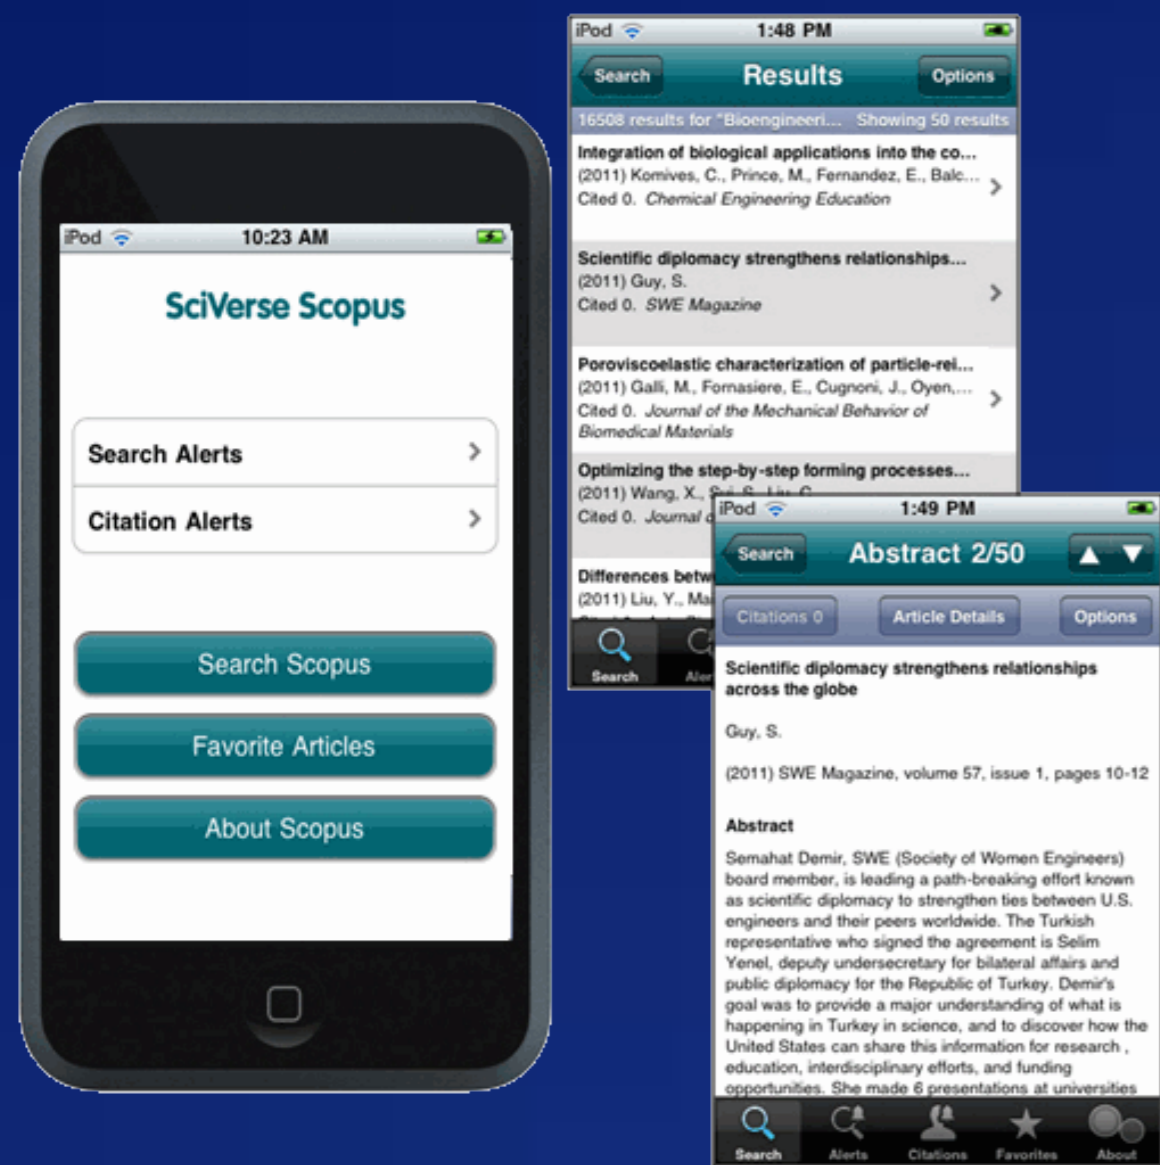 iPod 10:23 AM
SciVerse Scopus
Search Alerts
Citation Alerts
Search Scopus
Favorite Articles
About Scopus
iPod 1:48 PM
Search Results Options
16508 results for "Bioengineeri... Showing 50 results
Integration of biological applications into the co...
(2011) Komives, C., Prince, M., Fernandez, E., Balc...
Cited 0. Chemical Engineering Education
Scientific diplomacy strengthens relationships...
(2011) Guy, S.
Cited 0. SWE Magazine
Poroviscoelastic characterization of particle-rei...
(2011) Galli, M., Fornasiere, E., Cugnoni, J., Oyen,...
Cited 0. Journal of the Mechanical Behavior of
Biomedical Materials
Optimizing the step-by-step forming processes...
(2011) Wang, X., Sui, S., Liu, C.
Cited 0. Journal
Differences
(2011) Liu, Y.,
Search
iPod 1:49 PM
Search Abstract 2/50
Citations 0 Article Details Options
Scientific diplomacy strengthens relationships
across the globe
Guy, S.
(2011) SWE Magazine, volume 57, issue 1, pages 10-12
Abstract
Semahat Demir, SWE (Society of Women Engineers)
board member, is leading a path-breaking effort known
as scientific diplomacy to strengthen ties between U.S.
engineers and their peers worldwide. The Turkish
representative who signed the agreement is Selim
Yenel, deputy undersecretary for bilateral affairs and
public diplomacy for the Republic of Turkey. Demir's
goal was to provide a major understanding of what is
happening in Turkey in science, and to discover how the
United States can share this information for research ,
education, interdisciplinary efforts, and funding
opportunities. She made 6 presentations at universities
Search Alerts Citations Favorites About